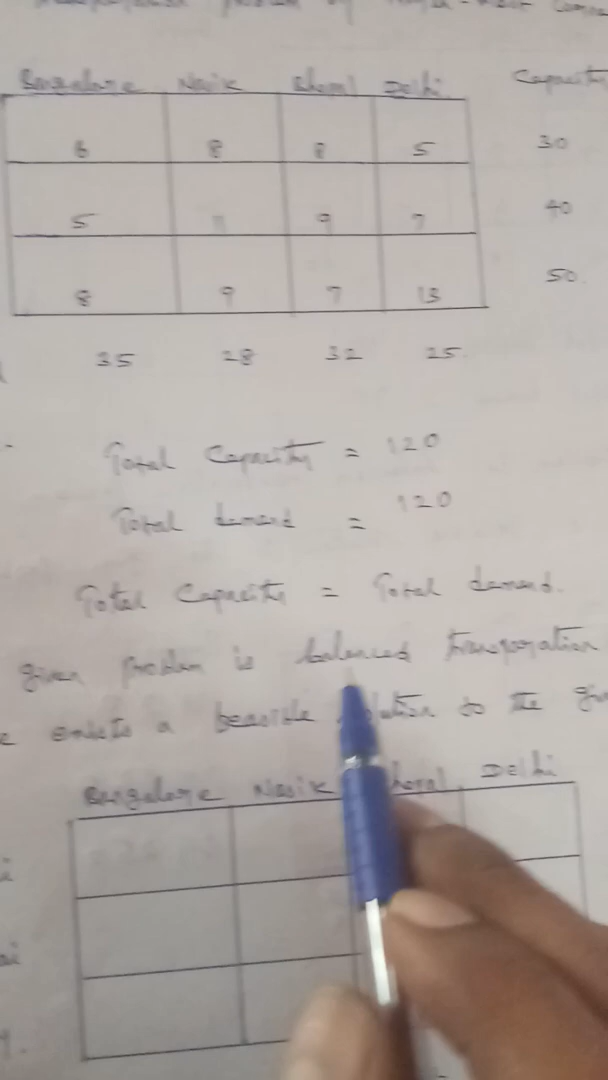 Bangalore Nasik Bhopal Delhi Capacity
6 8 8 5 30
5 11 9 7 40
8 9 7 13 50
35 28 32 25
Total Capacity = 120
Total demand = 120
Total Capacity = Total demand.
given problem is balanced transportation
a feasible solution to the
Bangalore Nasik Delhi